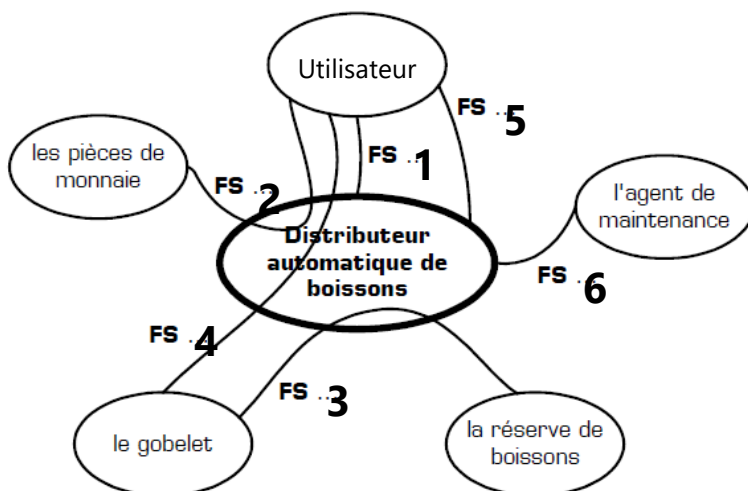 Utilisateur
FS ...5
les pièces de
monnaie
FS ...1
FS ...2
l'agent de
maintenance
Distributeur
automatique de
boissons
FS ...6
FS ...4
FS ...3
le gobelet
la réserve de
boissons